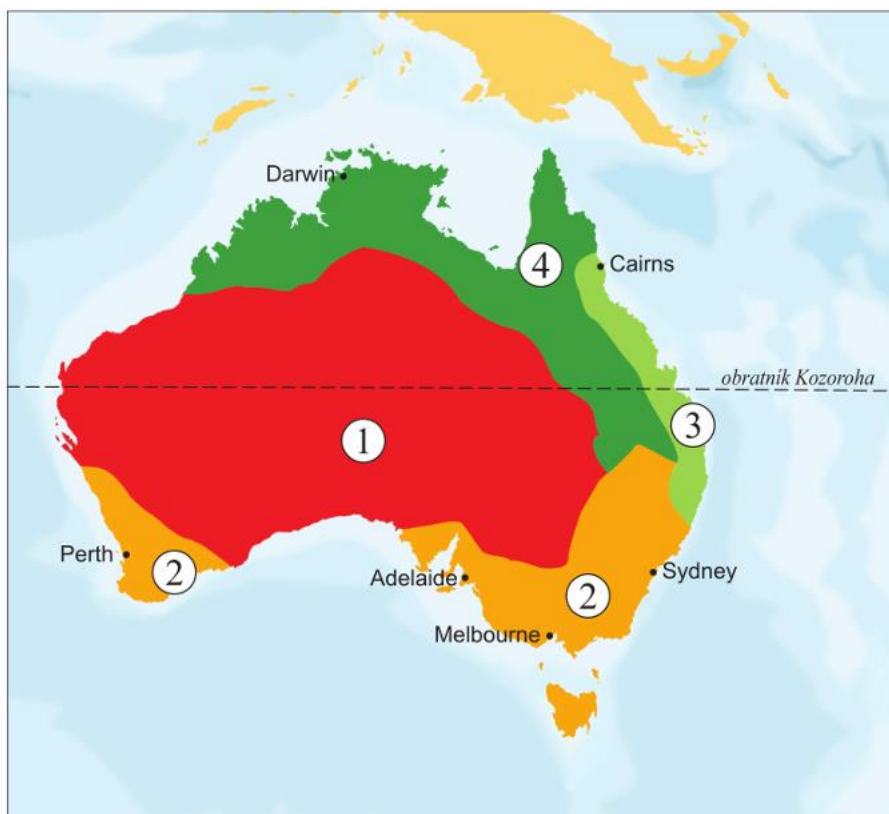 Darwin
4
Cairns
obratník Kozoroha
3
1
Perth
2
Adelaide
2
Sydney
Melbourne